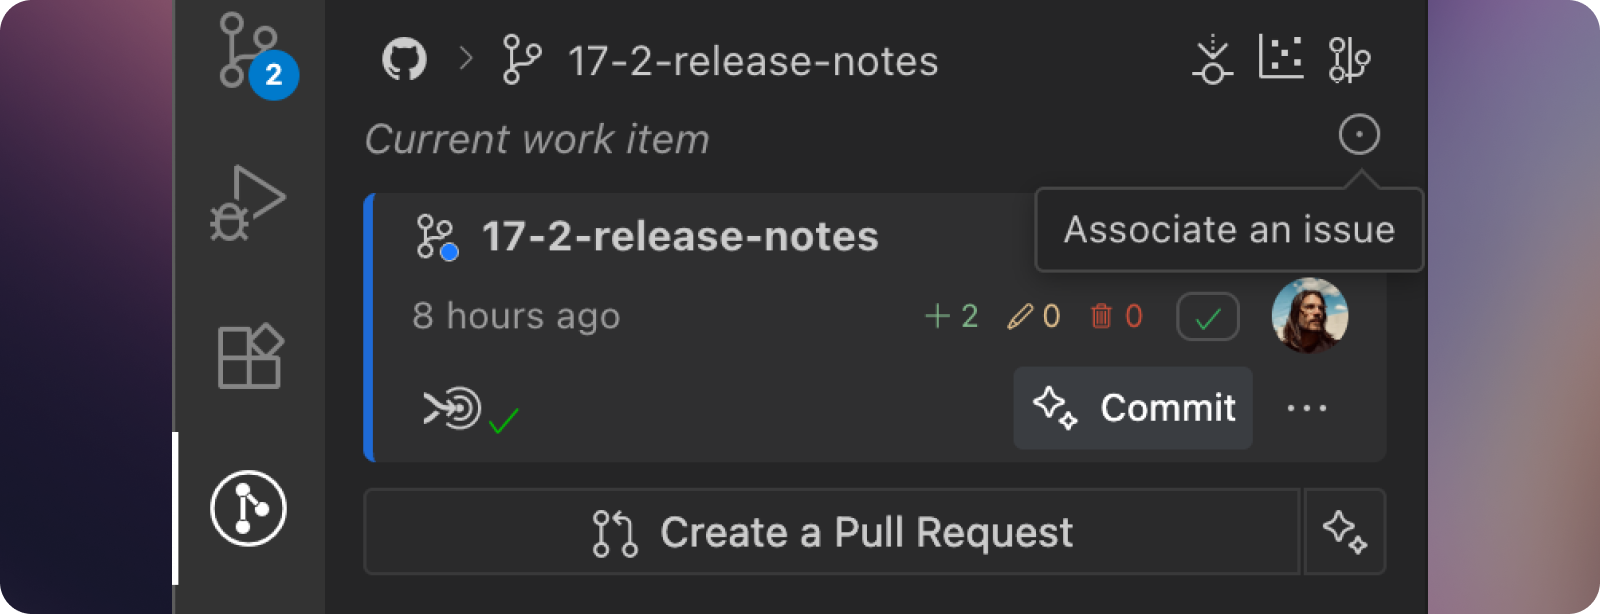 2
17-2-release-notes
Current work item
17-2-release-notes
Associate an issue
8 hours ago
2 0 0
Commit
Create a Pull Request